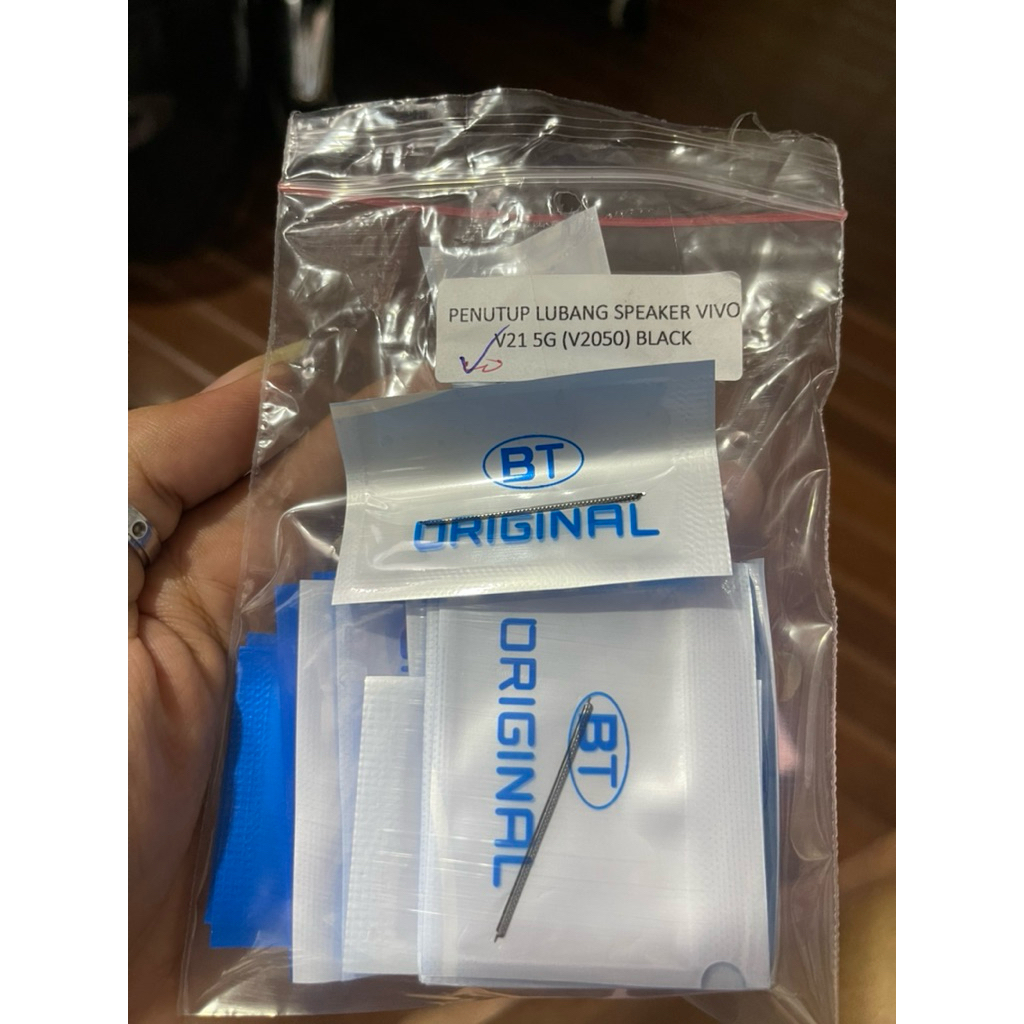 PENUTUP LUBANG SPEAKER VIVO
V21 5G (V2050) BLACK
BT
ORIGINAL
BT
ORIGINAL